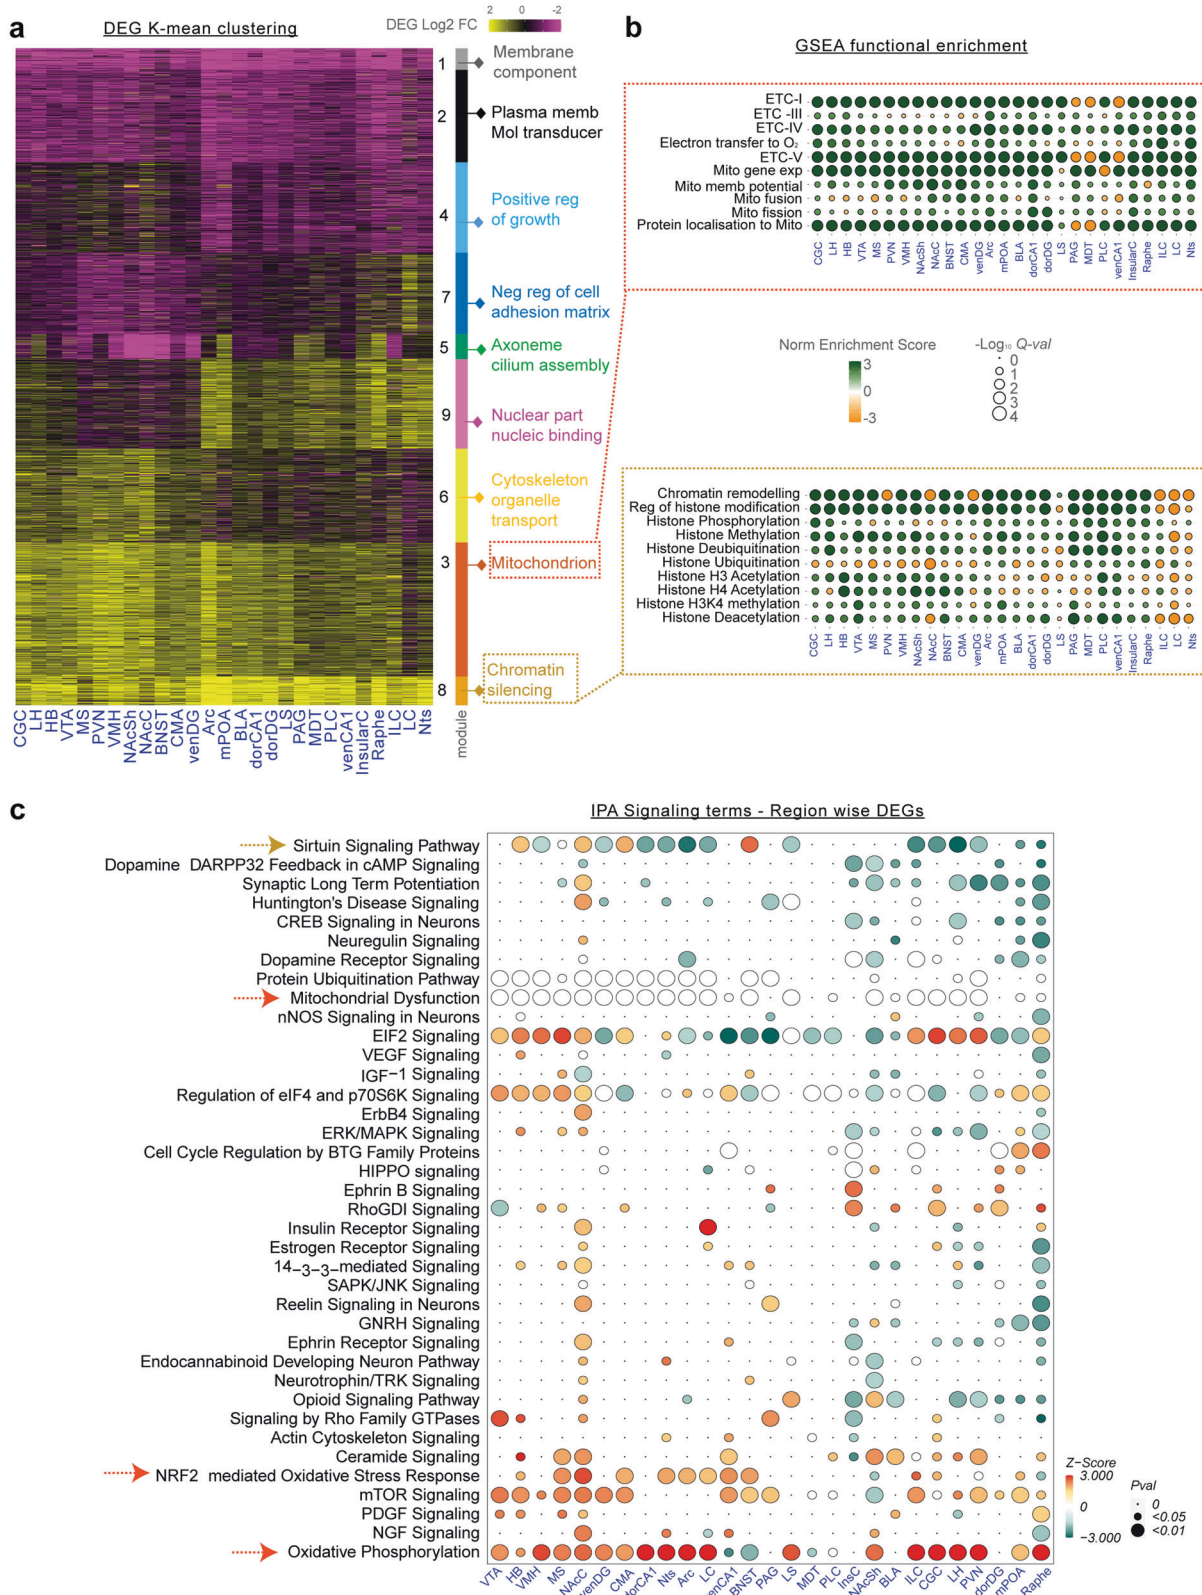 a
DEG K-mean clustering
DEG Log2 FC
2 0 -2
1
Membrane
component
2
Plasma memb
Mol transducer
4
Positive reg
of growth
7
Neg reg of cell
adhesion matrix
5
Axoneme
cilium assembly
9
Nuclear part
nucleic binding
6
Cytoskeleton
organelle
transport
3
Mitochondrion
8
Chromatin
silencing
module
CGC LH HB VTA MS PVN VMH NAcSh NAcC BNST CMA venDG Arc mPOA BLA dorCA1 dorDG LS PAG MDT PLC venCA1 InsularC Raphe ILC LC Nts
b
GSEA functional enrichment
ETC-I
ETC -III
ETC-IV
Electron transfer to O₂
ETC-V
Mito gene exp
Mito memb potential
Mito fusion
Mito fission
Protein localisation to Mito
CGC LH HB VTA MS PVN VMH NAcSh NAcC BNST CMA venDG Arc mPOA BLA dorCA1 dorDG LS PAG MDT PLC venCA1 InsularC Raphe ILC LC Nts
Norm Enrichment Score
3
0
-3
-Log₁₀ Q-val
0
1
2
3
4
Chromatin remodelling
Reg of histone modification
Histone Phosphorylation
Histone Methylation
Histone Deubiquitination
Histone Ubiquitination
Histone H3 Acetylation
Histone H4 Acetylation
Histone H3K4 methylation
Histone Deacetylation
CGC LH HB VTA MS PVN VMH NAcSh NAcC BNST CMA venDG Arc mPOA BLA dorCA1 dorDG LS PAG MDT PLC venCA1 InsularC Raphe ILC LC Nts
c
IPA Signaling terms - Region wise DEGs
Sirtuin Signaling Pathway
Dopamine DARPP32 Feedback in cAMP Signaling
Synaptic Long Term Potentiation
Huntington's Disease Signaling
CREB Signaling in Neurons
Neuregulin Signaling
Dopamine Receptor Signaling
Protein Ubiquitination Pathway
Mitochondrial Dysfunction
nNOS Signaling in Neurons
EIF2 Signaling
VEGF Signaling
IGF-1 Signaling
Regulation of eIF4 and p70S6K Signaling
ErbB4 Signaling
ERK/MAPK Signaling
Cell Cycle Regulation by BTG Family Proteins
HIPPO signaling
Ephrin B Signaling
RhoGDI Signaling
Insulin Receptor Signaling
Estrogen Receptor Signaling
14-3-3-mediated Signaling
SAPK/JNK Signaling
Reelin Signaling in Neurons
GNRH Signaling
Ephrin Receptor Signaling
Endocannabinoid Developing Neuron Pathway
Neurotrophin/TRK Signaling
Opioid Signaling Pathway
Signaling by Rho Family GTPases
Actin Cytoskeleton Signaling
Ceramide Signaling
NRF2 mediated Oxidative Stress Response
mTOR Signaling
PDGF Signaling
NGF Signaling
Oxidative Phosphorylation
VTA HB VMH MS NAcC venDG CMA dorCA1 Nts Arc LC venCA1 BNST PAG LS MDT PLC InsC NAcSh BLA ILC CGC LH PVN dorDG mPOA Raphe
Z-Score
3.000
0
-3.000
Pval
0
<0.05
<0.01